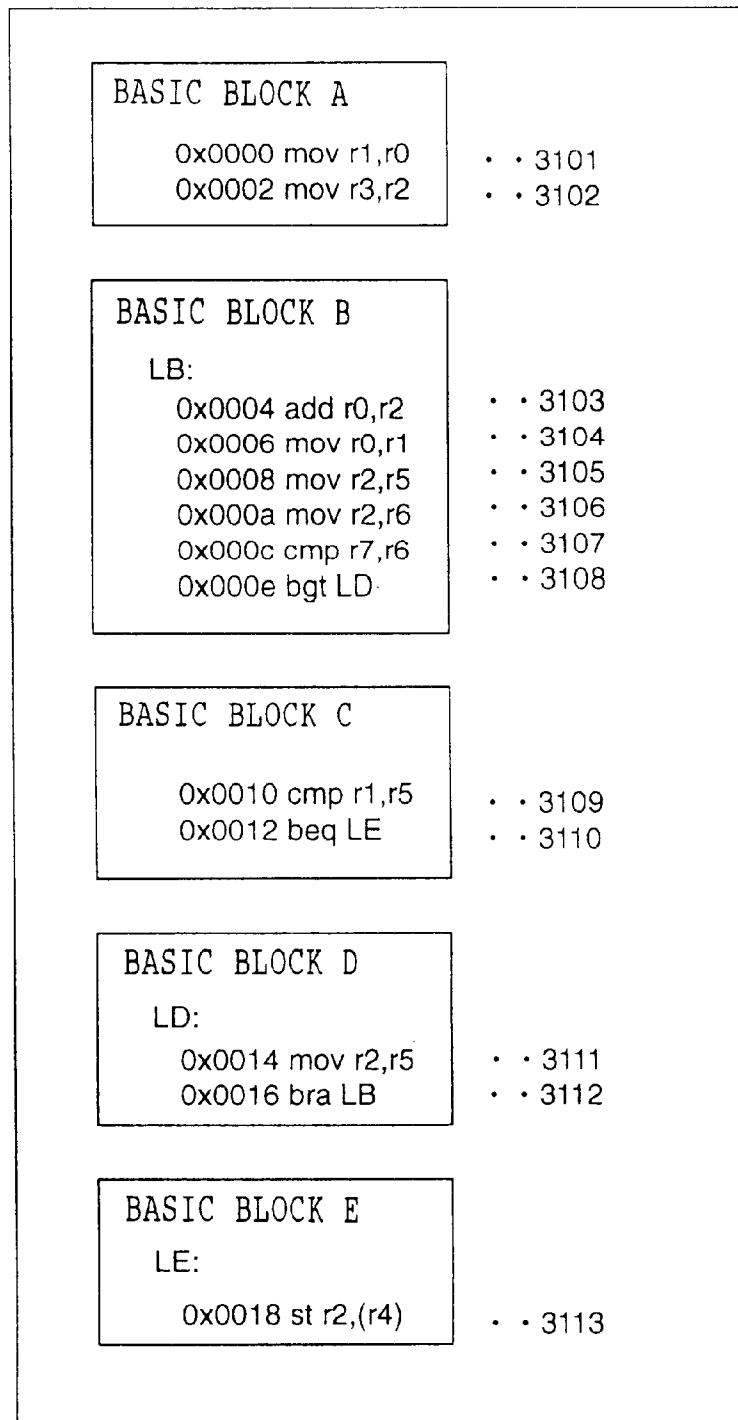 BASIC BLOCK A
0x0000 mov r1,r0 · · 3101
0x0002 mov r3,r2 · · 3102
BASIC BLOCK B
LB:
0x0004 add r0,r2 · · 3103
0x0006 mov r0,r1 · · 3104
0x0008 mov r2,r5 · · 3105
0x000a mov r2,r6 · · 3106
0x000c cmp r7,r6 · · 3107
0x000e bgt LD · · 3108
BASIC BLOCK C
0x0010 cmp r1,r5 · · 3109
0x0012 beq LE · · 3110
BASIC BLOCK D
LD:
0x0014 mov r2,r5 · · 3111
0x0016 bra LB · · 3112
BASIC BLOCK E
LE:
0x0018 st r2,(r4) · · 3113